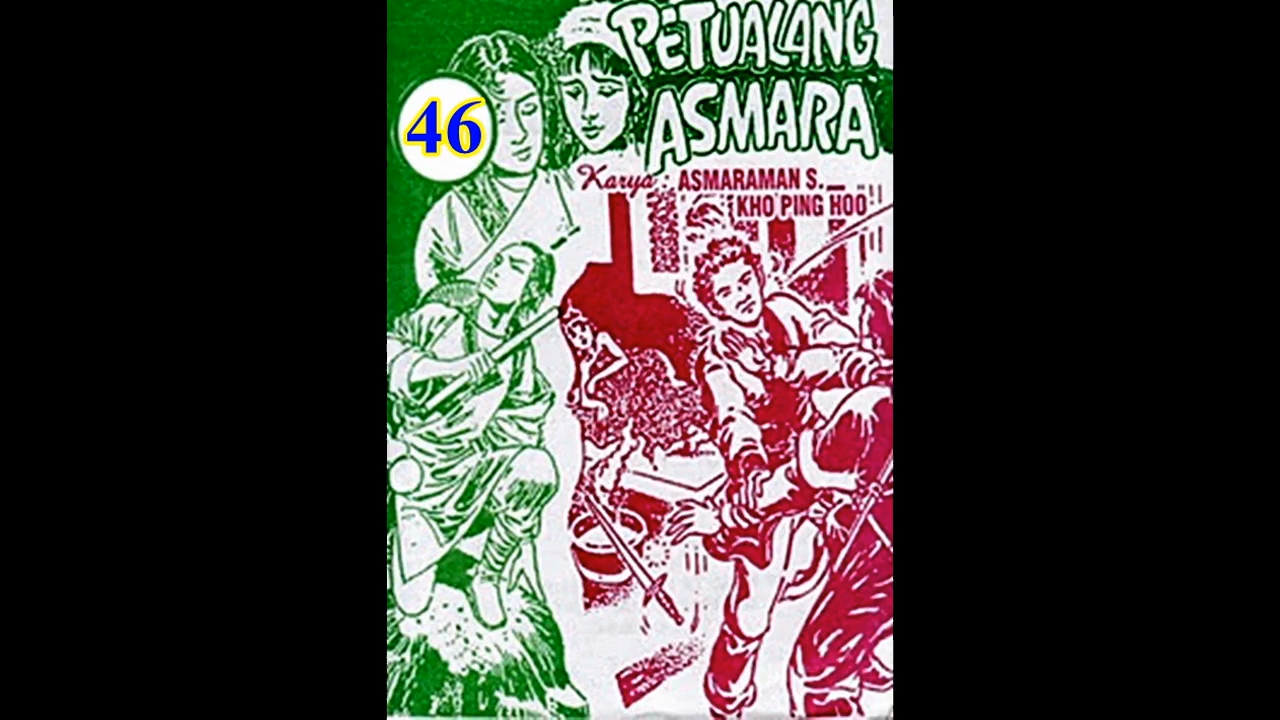 PETUALANG
ASMARA
46
Karya : ASMARAMAN S.
KHO PING HOO